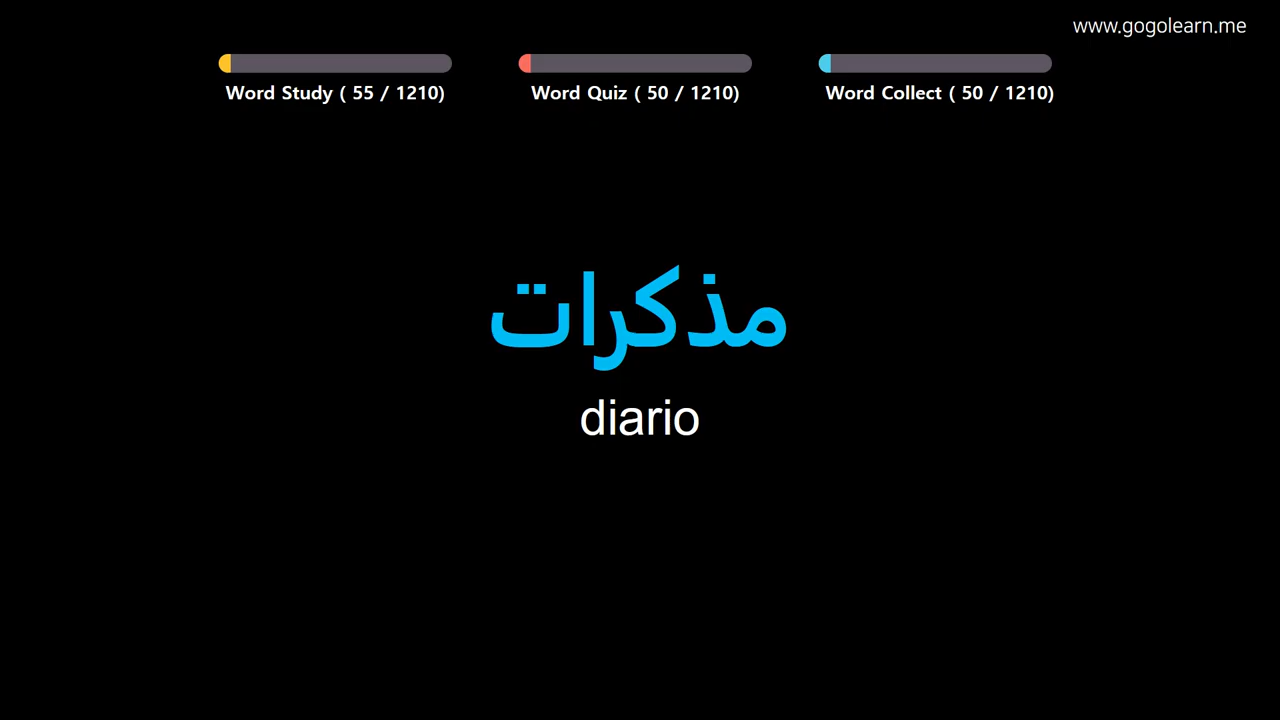 www.gogolearn.me
Word Study ( 55 / 1210)
Word Quiz ( 50 / 1210)
Word Collect ( 50 / 1210)
مذكرات
diario